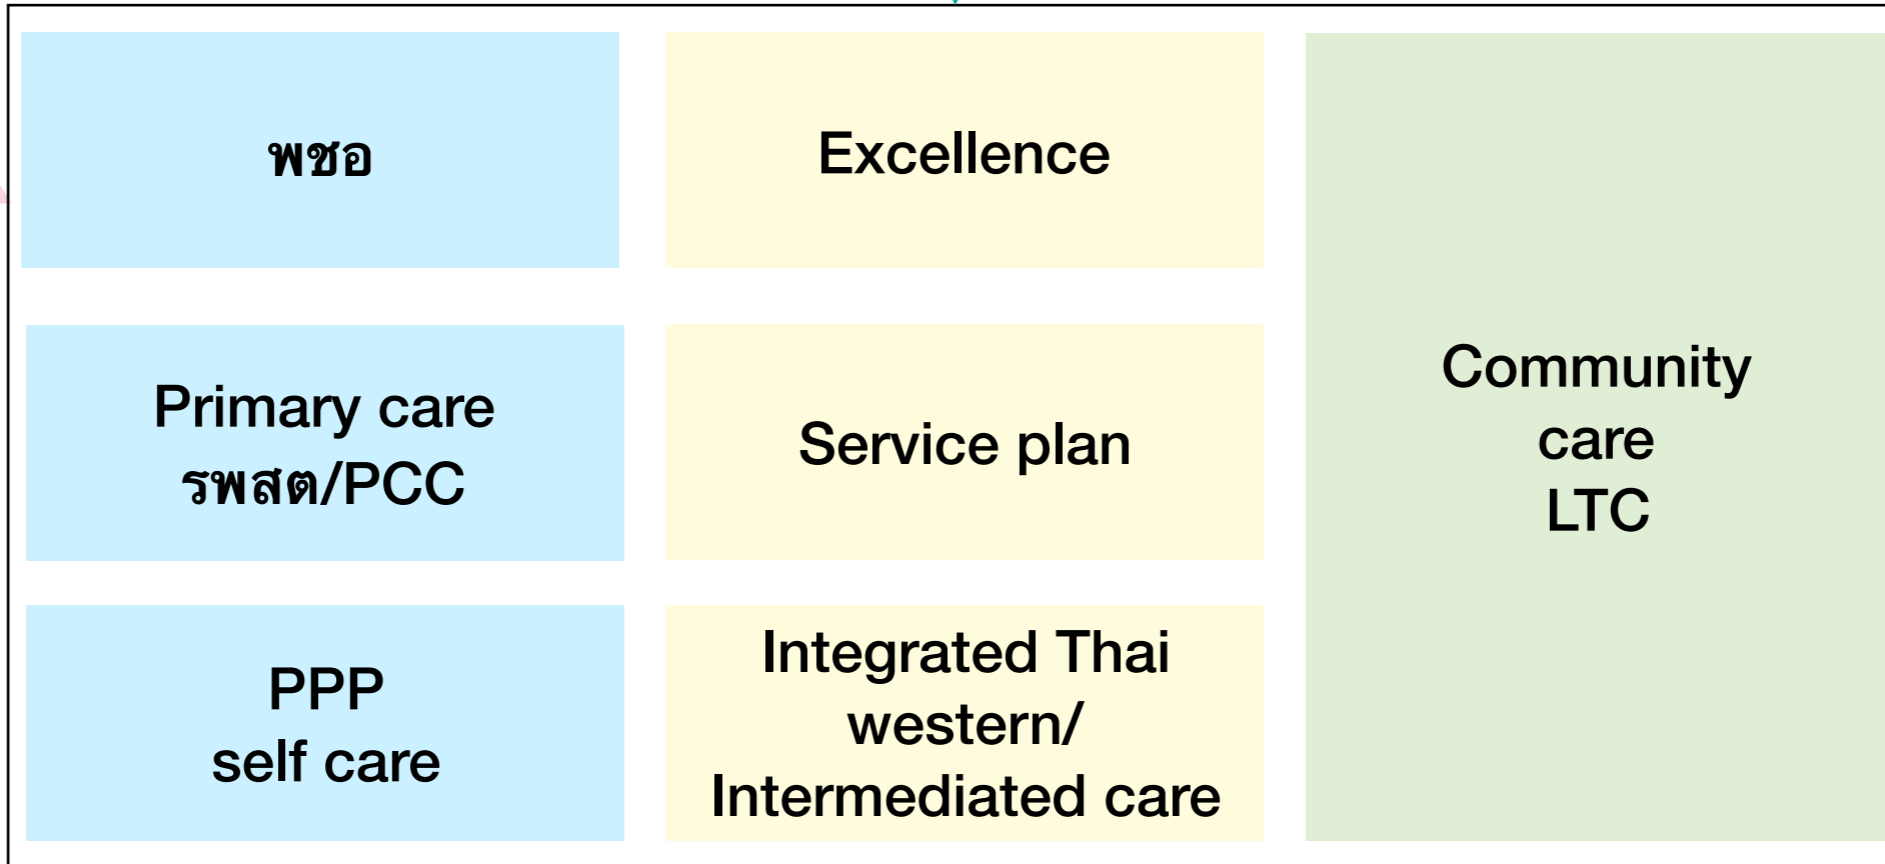 พชอ
Primary care
รพสต/PCC
PPP
self care
Excellence
Service plan
Integrated Thai
western/
Intermediated care
Community
care
LTC